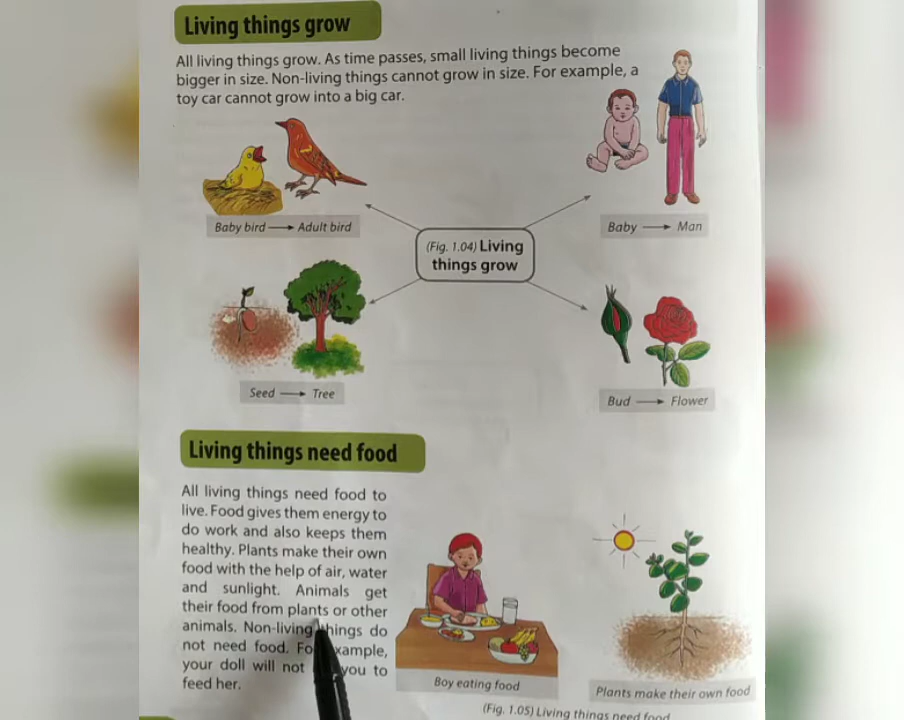 Living things grow
All living things grow. As time passes, small living things become
bigger in size. Non-living things cannot grow in size. For example, a
toy car cannot grow into a big car.
Baby bird → Adult bird
Baby → Man
(Fig. 1.04) Living
things grow
Seed → Tree
Bud → Flower
Living things need food
All living things need food to
live. Food gives them energy to
do work and also keeps them
healthy. Plants make their own
food with the help of air, water
and sunlight. Animals get
their food from plants or other
animals. Non-living things do
not need food. For example,
your doll will not you to
feed her.
Boy eating food
Plants make their own food
(Fig. 1.05) Living things need food